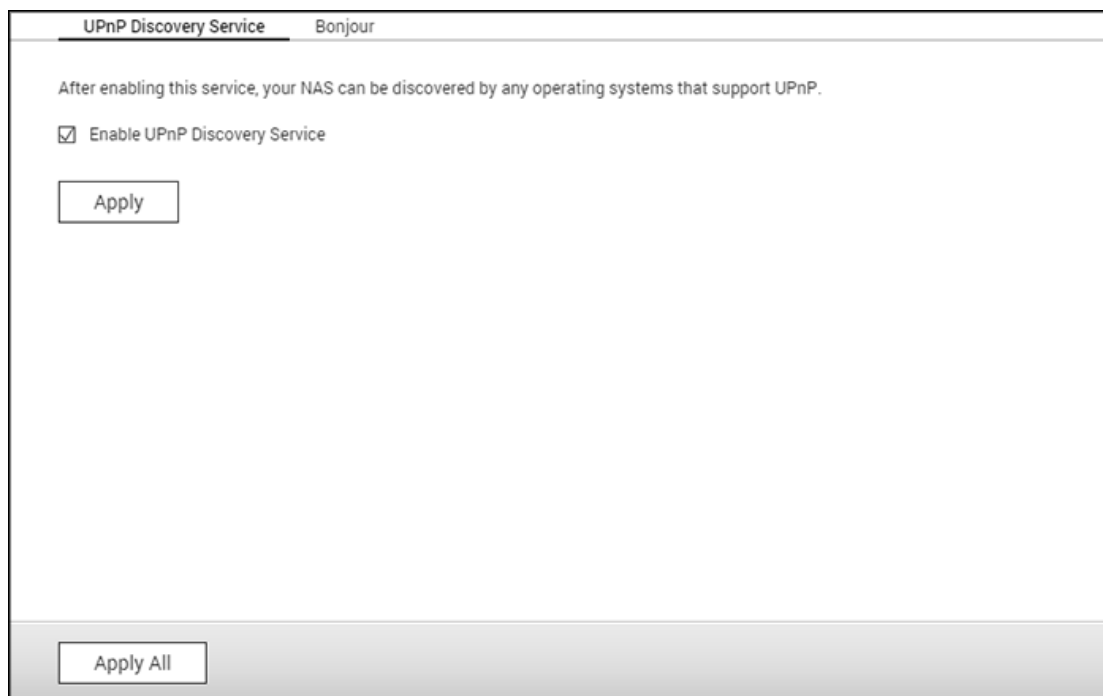 UPnP Discovery Service Bonjour
After enabling this service, your NAS can be discovered by any operating systems that support UPnP.
Enable UPnP Discovery Service
Apply
Apply All